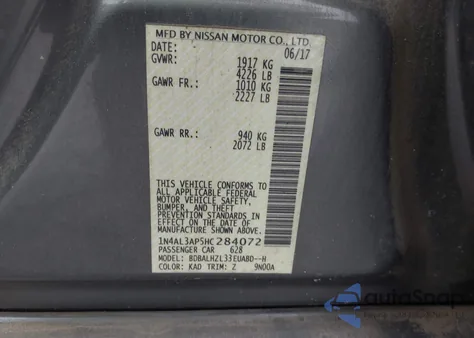 MFD BY NISSAN MOTOR CO., LTD
DATE: 06/17
GVWR: 1917 KG
4226 LB
GAWR FR.: 1010 KG
2227 LB
GAWR RR.: 940 KG
2072 LB
THIS VEHICLE CONFORMS TO
ALL APPLICABLE FEDERAL
MOTOR VEHICLE SAFETY,
BUMPER, AND THEFT
PREVENTION STANDARDS IN
EFFECT ON THE DATE OF
MANUFACTURE SHOWN ABOVE
1N4AL3AP5HC284072
PASSENGER CAR 628
MODEL: BDBALHZL33EUABD--H
COLOR: KAD TRIM: Z 9N00A
autoSnap